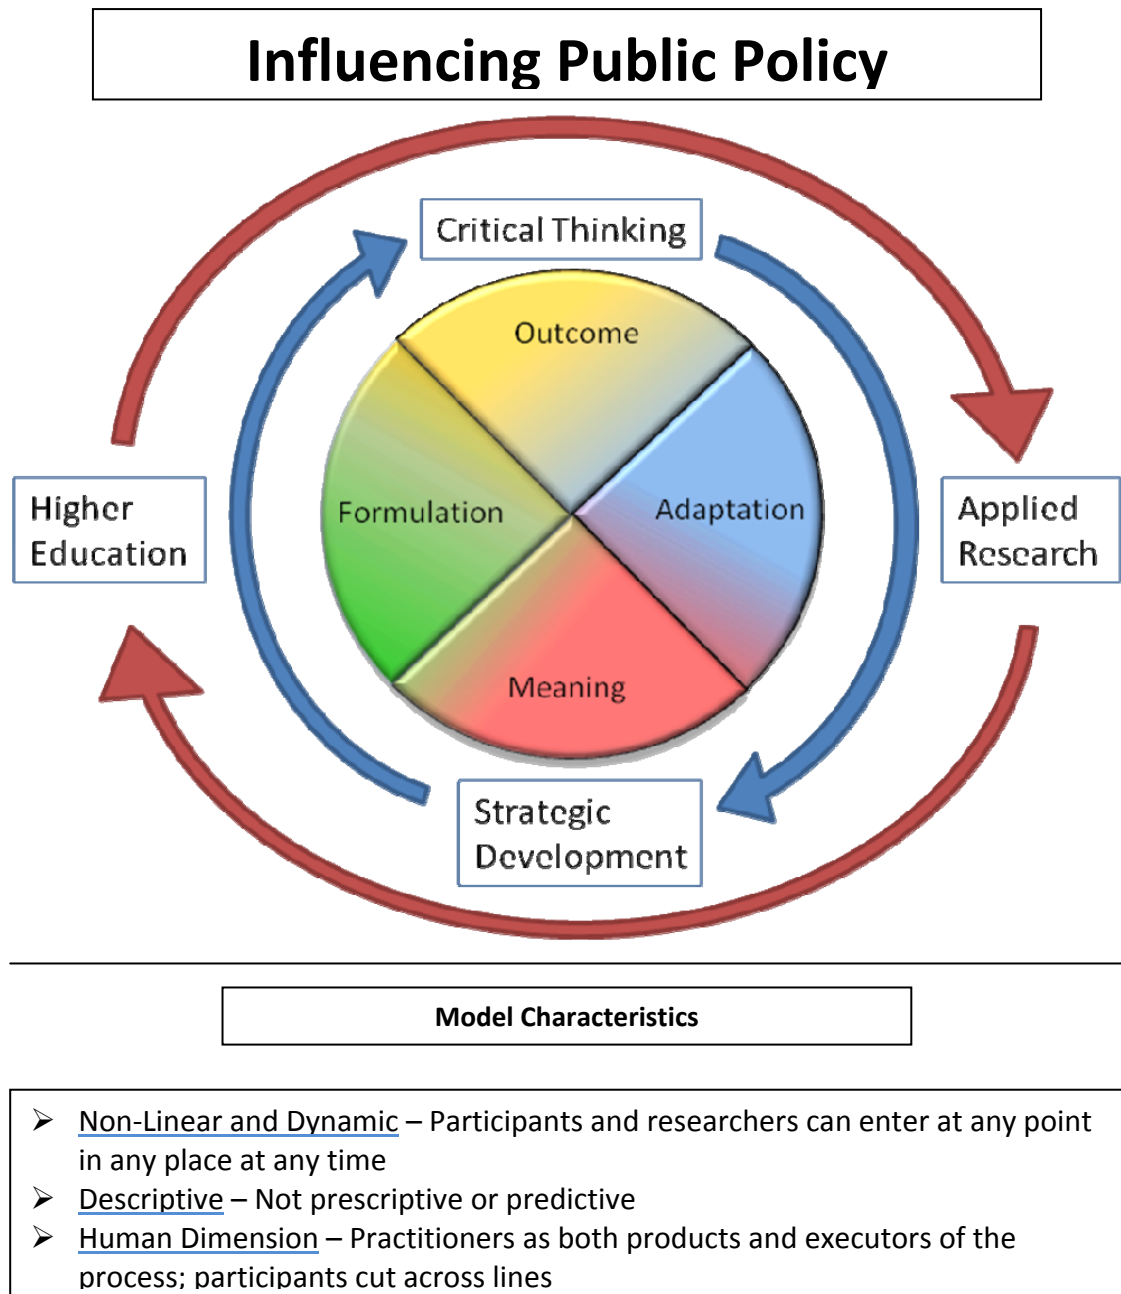 Influencing Public Policy
Critical Thinking
Outcome
Higher
Education
Formulation
Adaptation
Applied
Research
Meaning
Strategic
Development
Model Characteristics
➢ Non-Linear and Dynamic – Participants and researchers can enter at any point
in any place at any time
➢ Descriptive – Not prescriptive or predictive
➢ Human Dimension – Practitioners as both products and executors of the
process; participants cut across lines